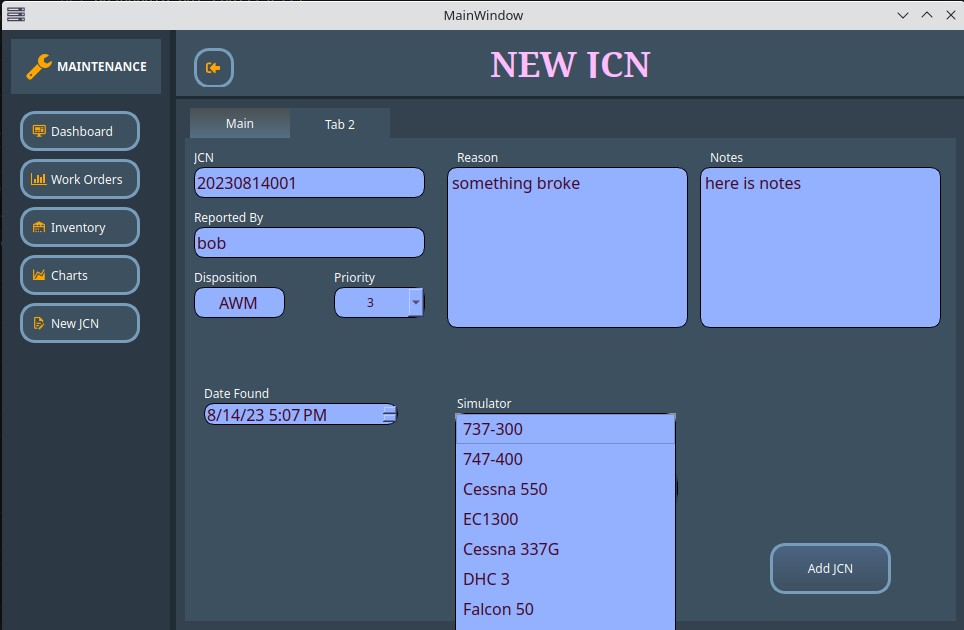 MainWindow
MAINTENANCE
NEW JCN
Dashboard
Work Orders
Inventory
Charts
New JCN
Main
Tab 2
JCN
20230814001
Reported By
bob
Disposition
AWM
Priority
3
Reason
something broke
Notes
here is notes
Date Found
8/14/23 5:07 PM
Simulator
737-300
747-400
Cessna 550
EC1300
Cessna 337G
DHC 3
Falcon 50
Add JCN